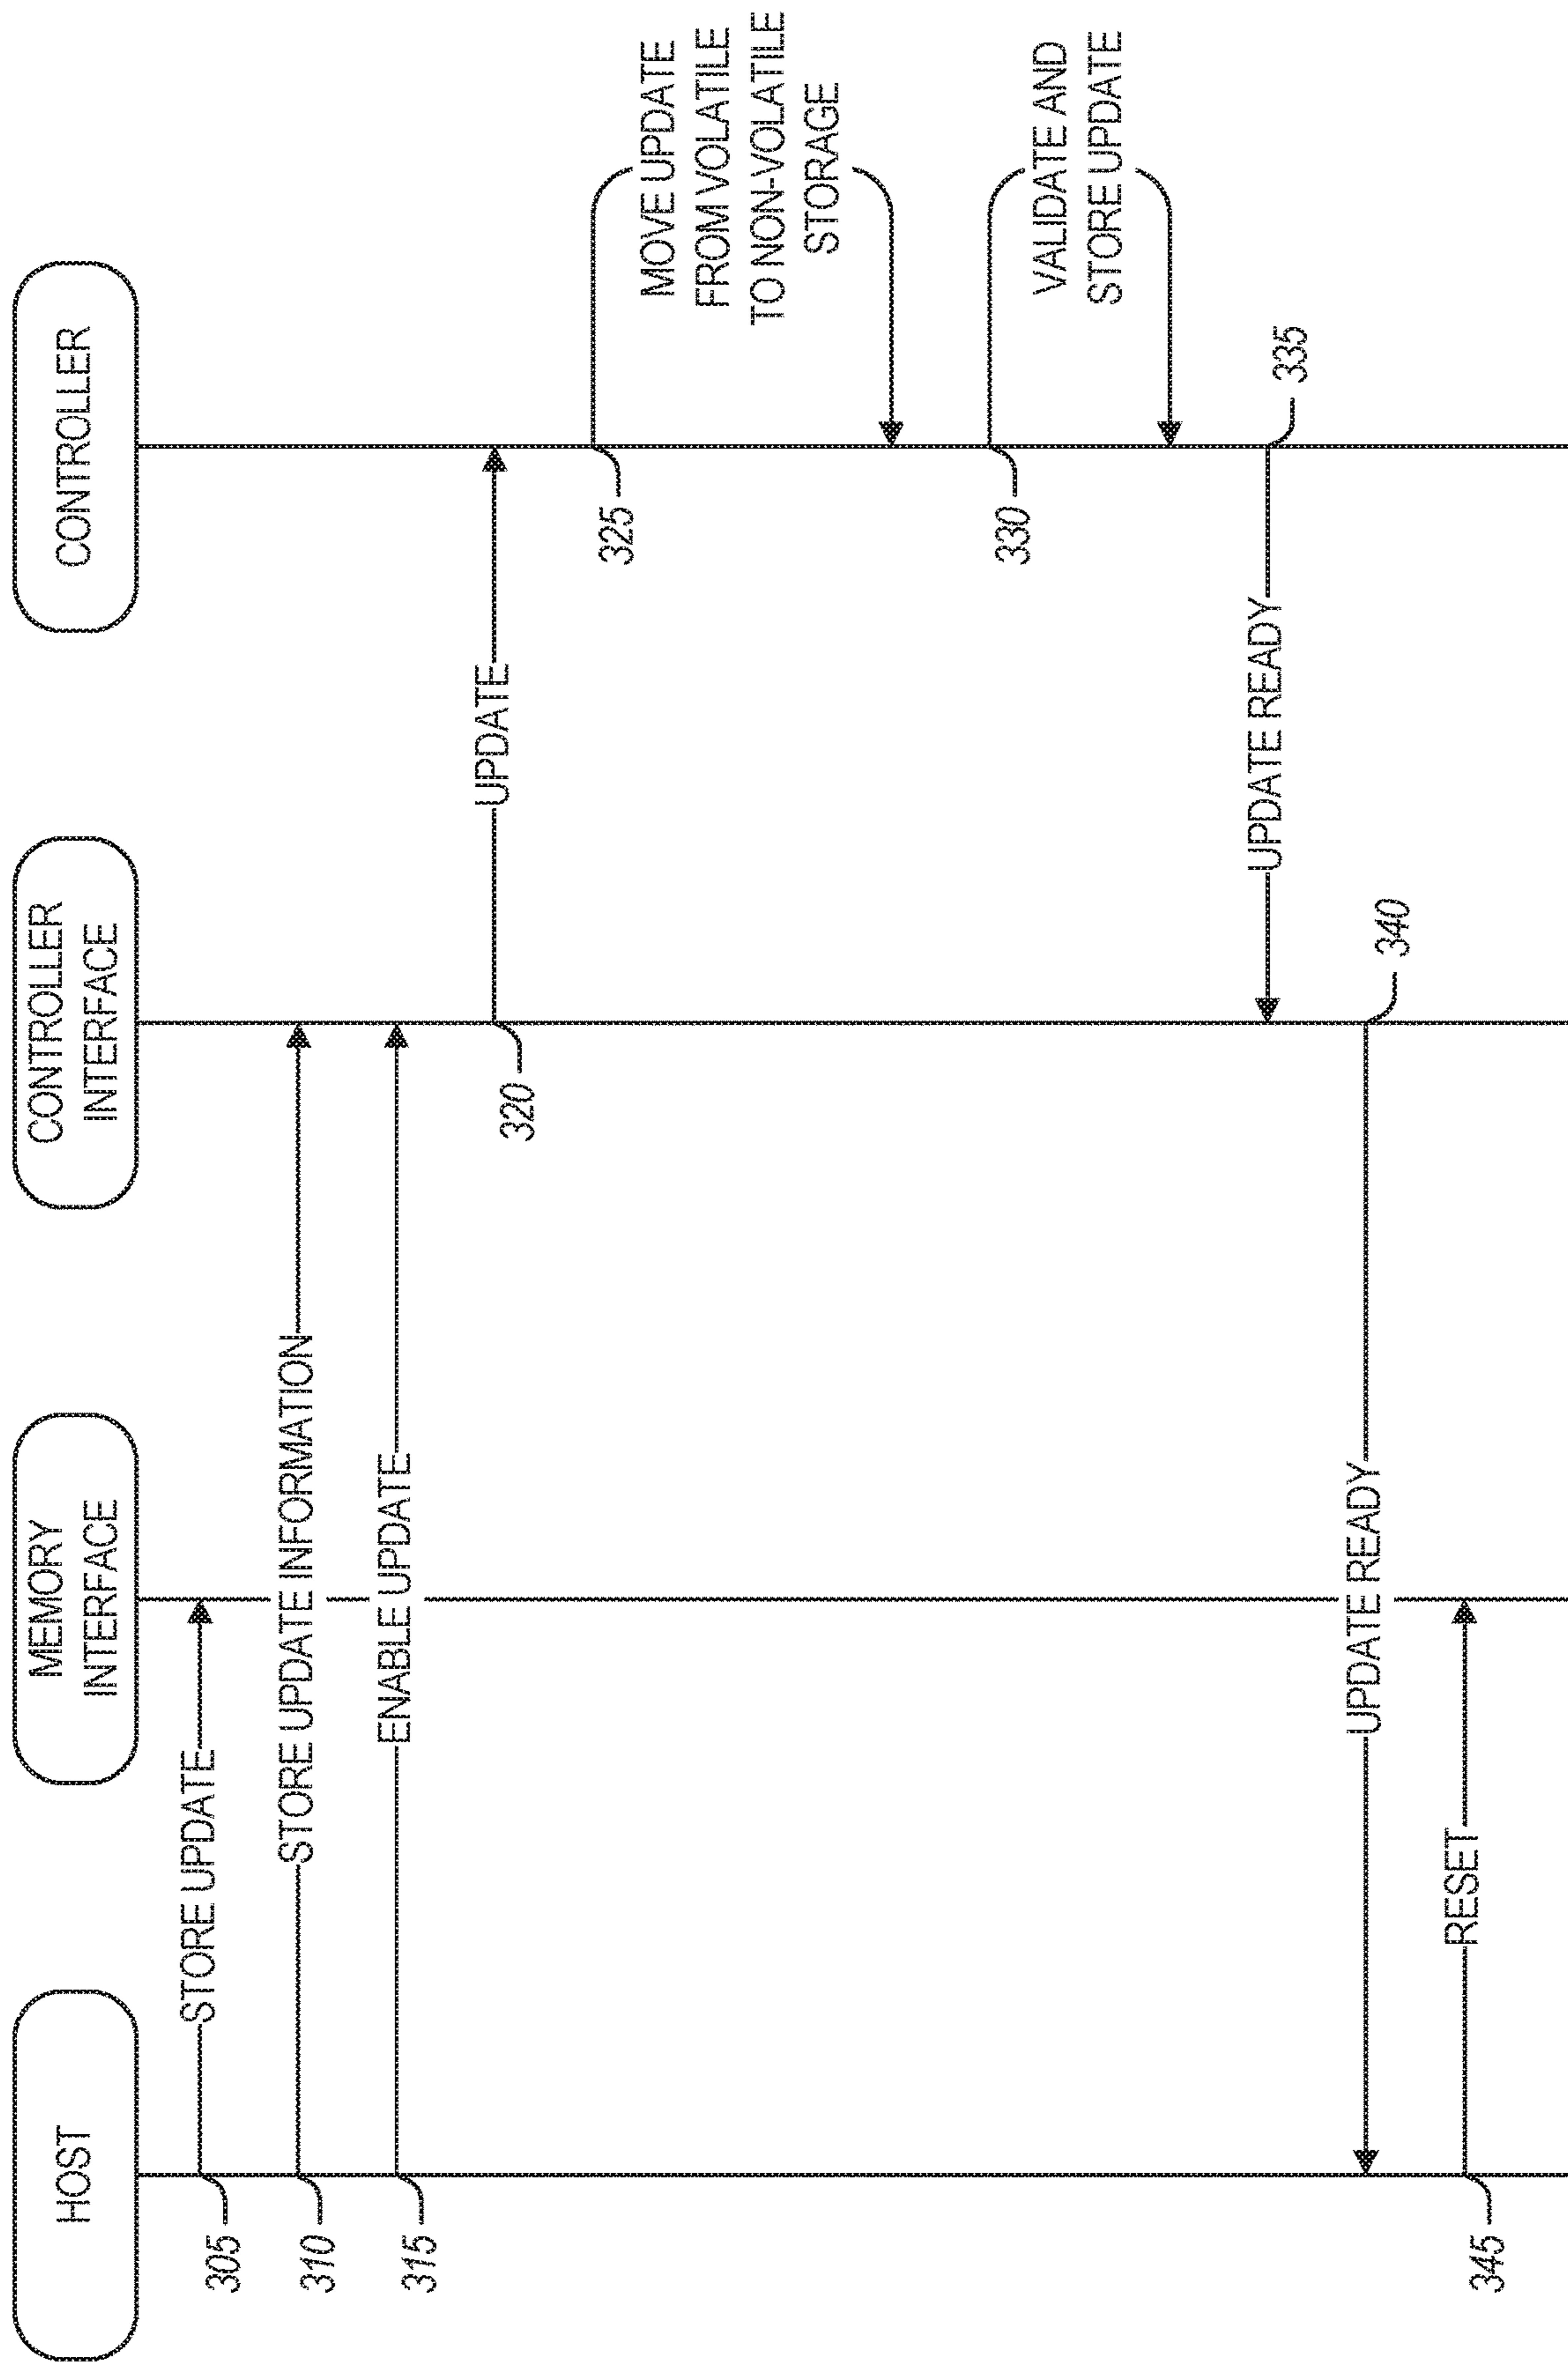 HOST
MEMORY
INTERFACE
CONTROLLER
INTERFACE
CONTROLLER
305
STORE UPDATE
310
STORE UPDATE INFORMATION
315
ENABLE UPDATE
320
UPDATE
325
MOVE UPDATE
FROM VOLATILE
TO NON-VOLATILE
STORAGE
330
VALIDATE AND
STORE UPDATE
UPDATE READY
335
UPDATE READY
340
345
RESET